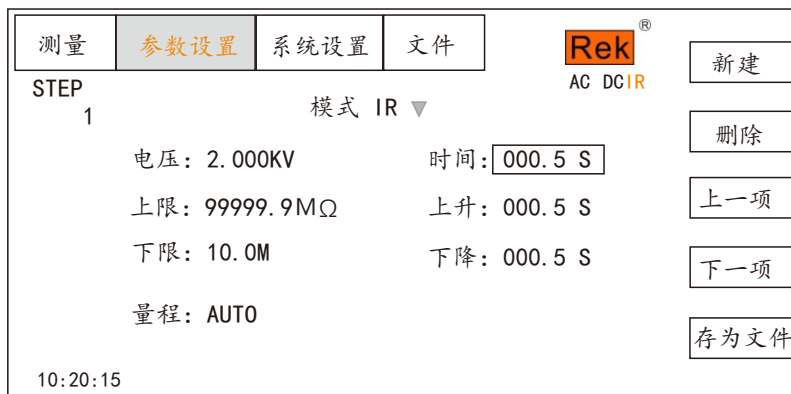 测量 参数设置 系统设置 文件
Rek®
AC DC IR
STEP
1
模式 IR ▼
电压: 2.000KV
时间: 000.5 S
上限: 99999.9MΩ
上升: 000.5 S
下限: 10.0M
下降: 000.5 S
量程: AUTO
10:20:15
新建
删除
上一项
下一项
存为文件